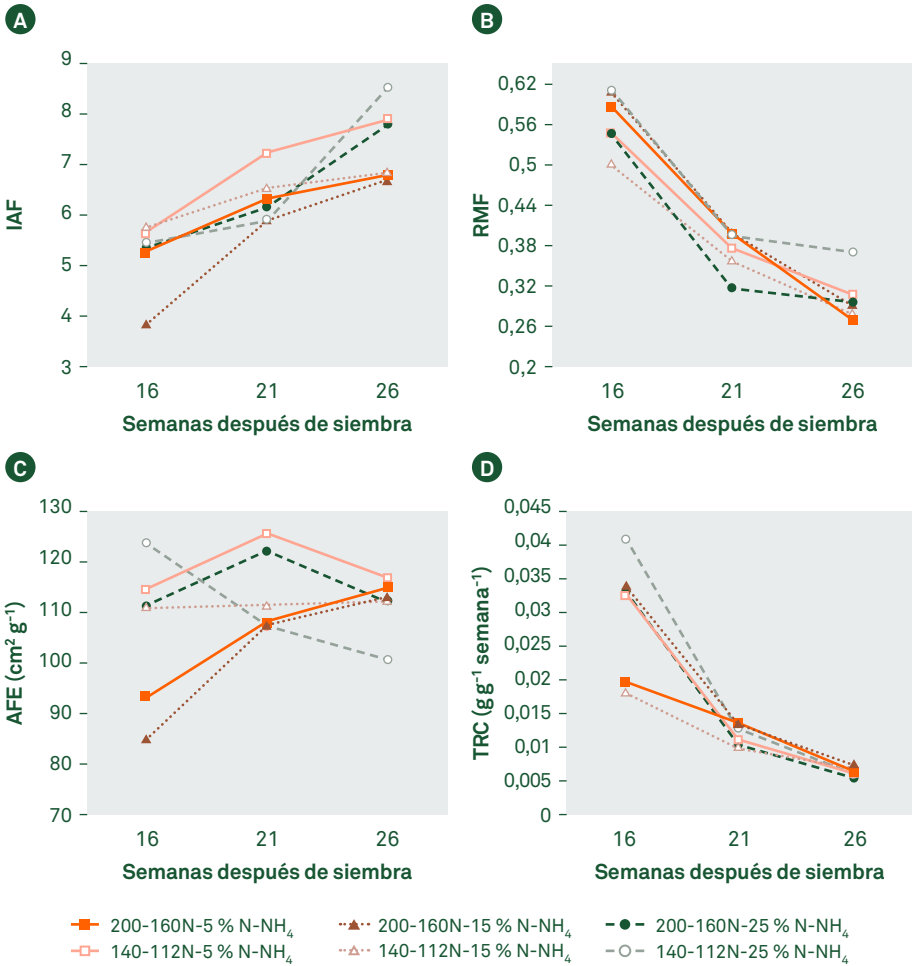 A
IAF
9
8
7
6
5
4
3
16 21 26
Semanas después de siembra
B
RMF
0,62
0,56
0,5
0,44
0,38
0,32
0,26
0,2
16 21 26
Semanas después de siembra
C
AFE (cm² g⁻¹)
130
120
110
100
90
80
70
16 21 26
Semanas después de siembra
D
TRC (g g⁻¹ semana⁻¹)
0,045
0,04
0,035
0,03
0,025
0,02
0,015
0,01
0,005
0
16 21 26
Semanas después de siembra
200-160N-5 % N-NH₄ 200-160N-15 % N-NH₄ 200-160N-25 % N-NH₄
140-112N-5 % N-NH₄ 140-112N-15 % N-NH₄ 140-112N-25 % N-NH₄